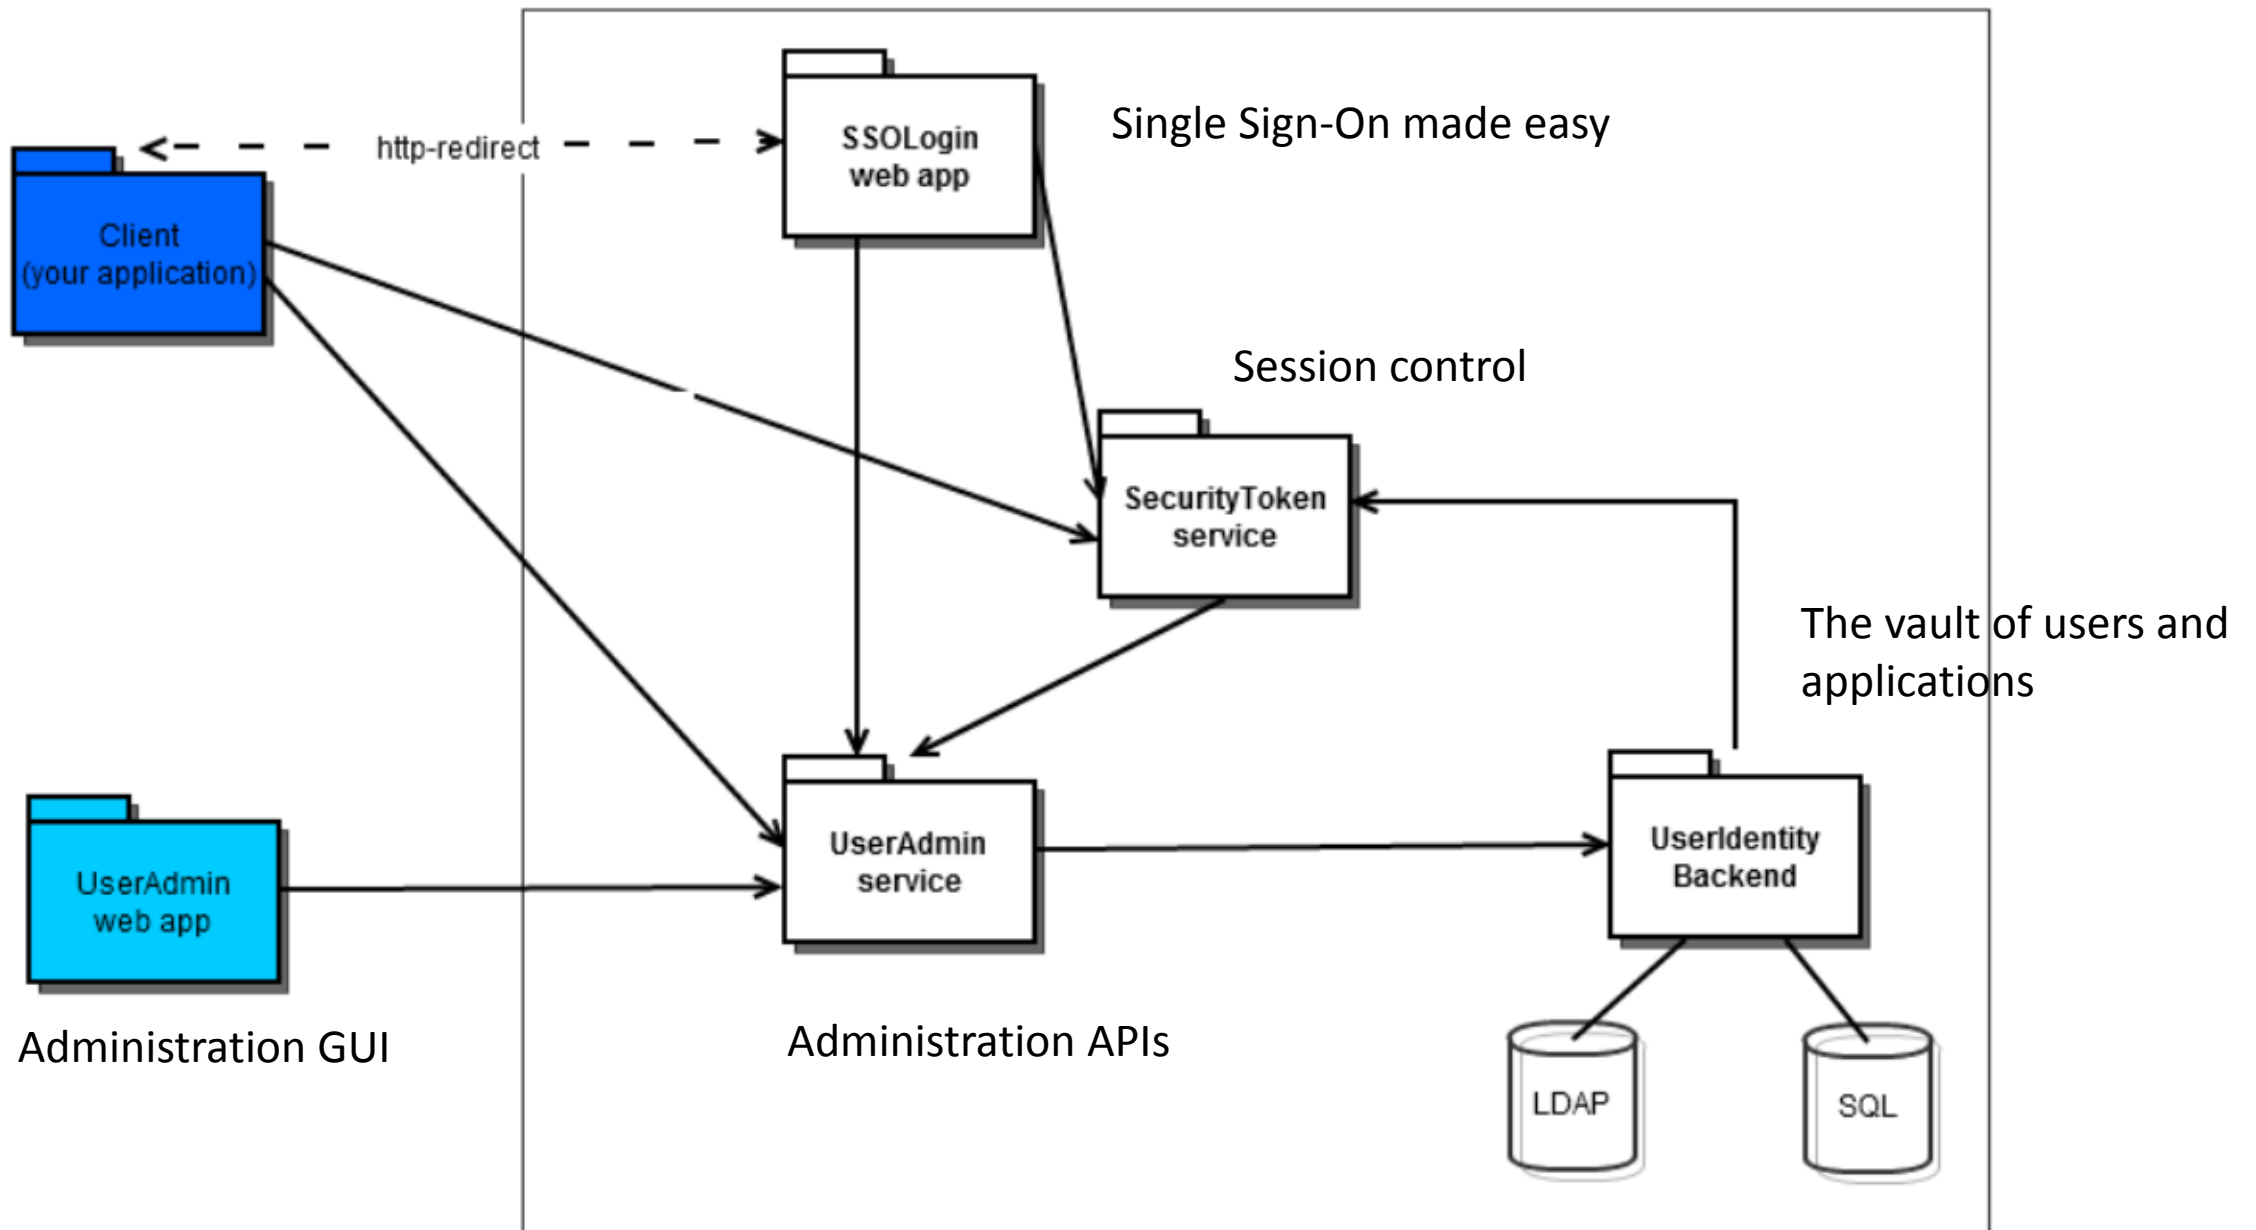 SSOLogin
web app
Single Sign-On made easy
http-redirect
Client
(your application)
Session control
SecurityToken
service
The vault of users and
applications
UserAdmin
service
UserIdentity
Backend
UserAdmin
web app
Administration GUI
Administration APIs
LDAP
SQL